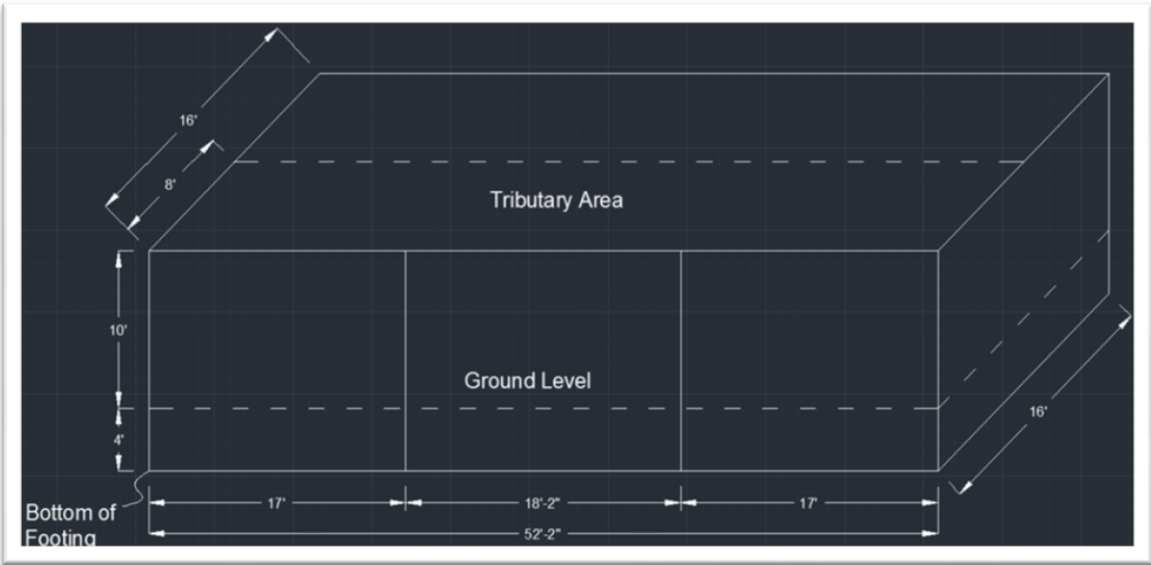 16'
8'
Tributary Area
10'
Ground Level
4'
16'
17'
18'-2"
17'
Bottom of
Footing
52'-2"